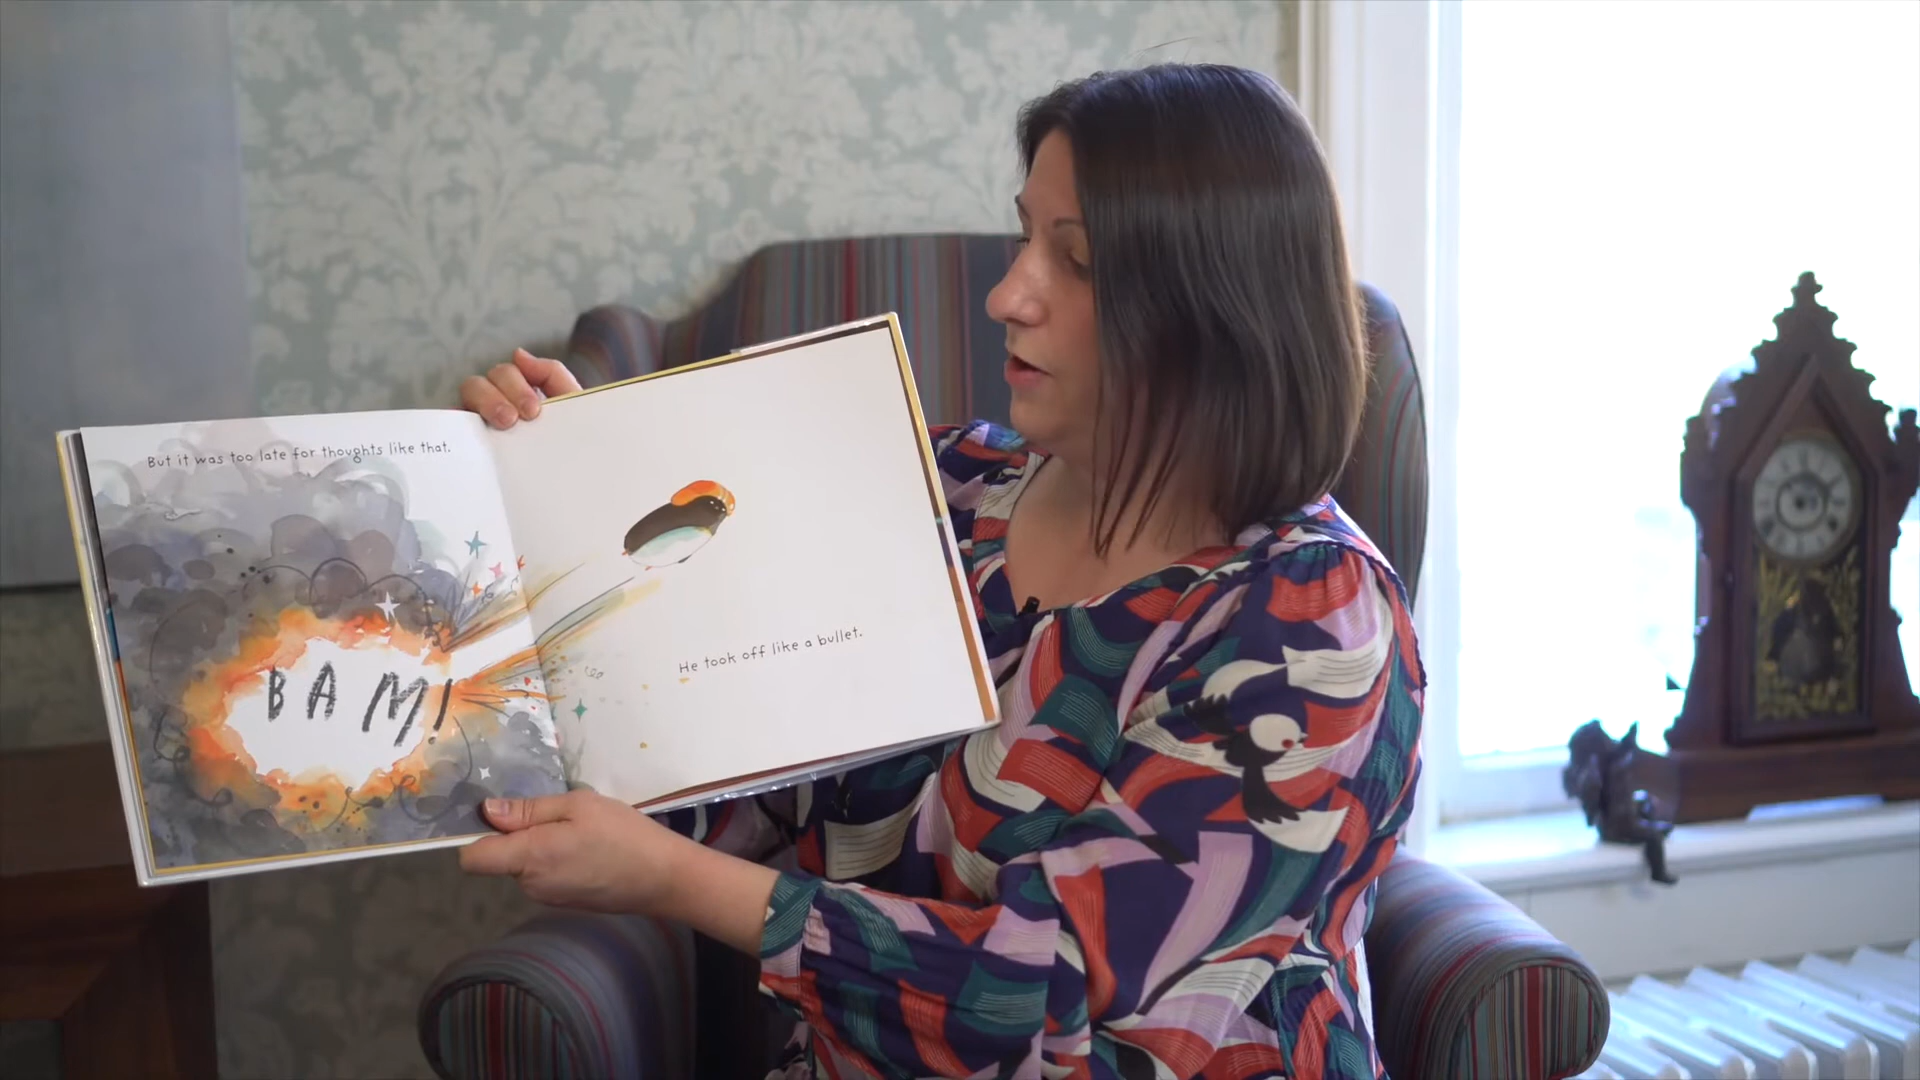 But it was too late for thoughts like that.
BAM!
He took off like a bullet.